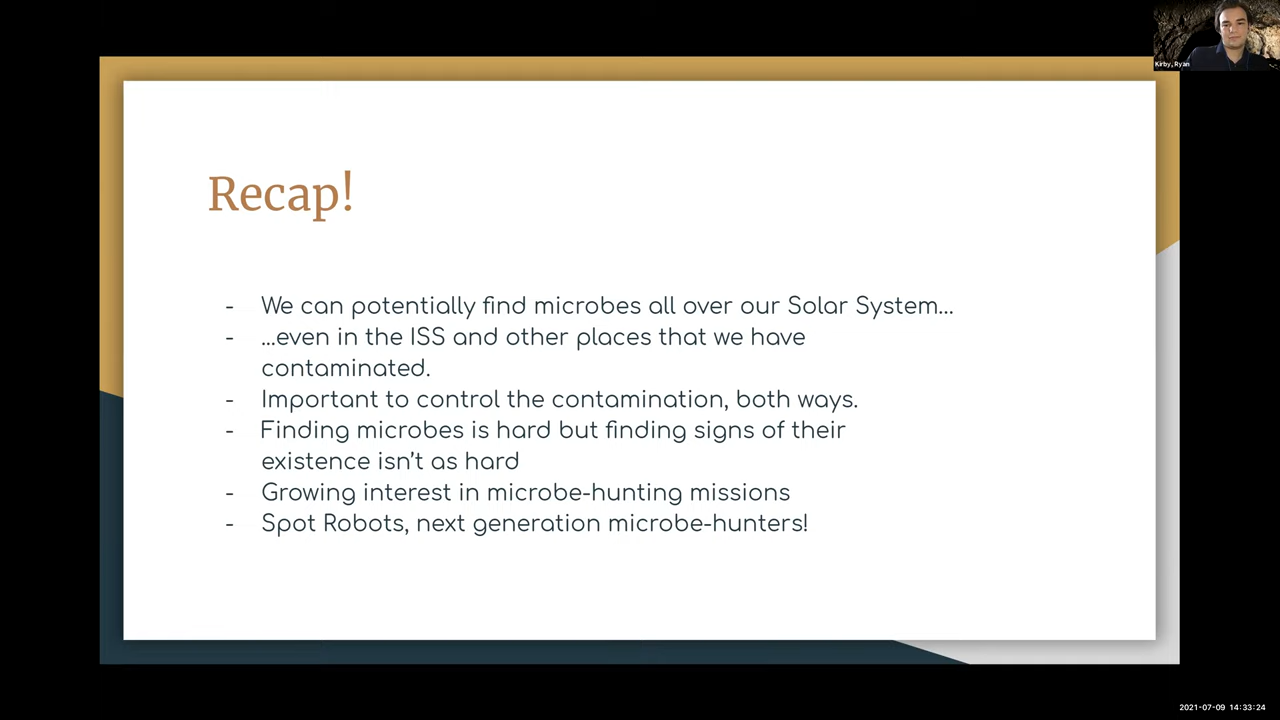 Kirby, Ryan
Recap!
- We can potentially find microbes all over our Solar System...
- ...even in the ISS and other places that we have
contaminated.
- Important to control the contamination, both ways.
- Finding microbes is hard but finding signs of their
existence isn't as hard
- Growing interest in microbe-hunting missions
- Spot Robots, next generation microbe-hunters!
2021-07-09 14:33:24